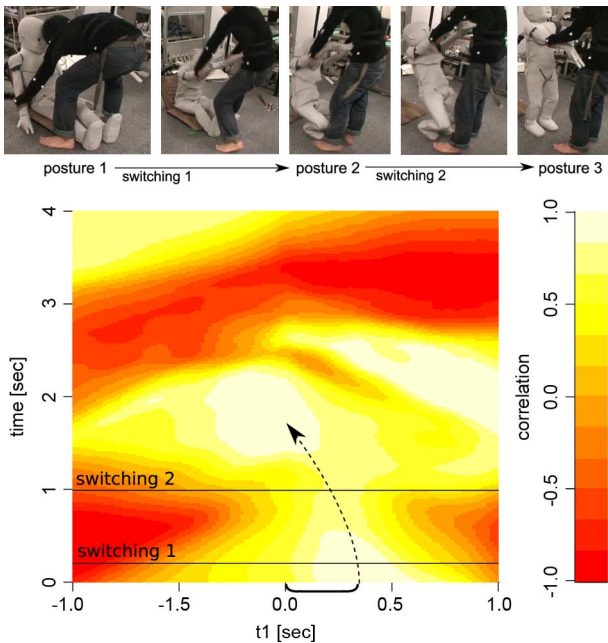 posture 1
switching 1
posture 2
switching 2
posture 3
4
3
2
1
0
time [sec]
switching 2
switching 1
-1.0
-1.5
0.0
0.5
1.0
t1 [sec]
1.0
0.5
0.0
-0.5
-1.0
correlation